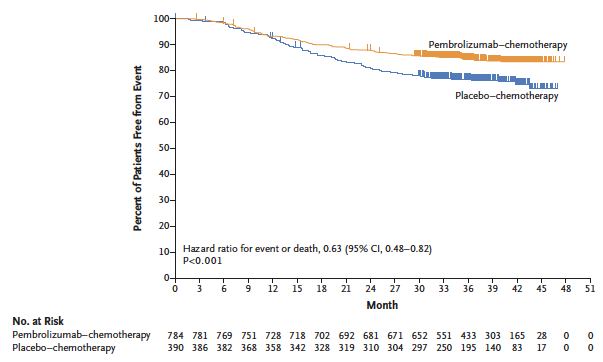 100
90
80
70
60
50
40
30
20
10
0
Percent of Patients Free from Event
Pembrolizumab–chemotherapy
Placebo–chemotherapy
Hazard ratio for event or death, 0.63 (95% CI, 0.48–0.82)
P<0.001
0 3 6 9 12 15 18 21 24 27 30 33 36 39 42 45 48 51
Month
No. at Risk
Pembrolizumab–chemotherapy 784 781 769 751 728 718 702 692 681 671 652 551 433 303 165 28 0 0
Placebo–chemotherapy 390 386 382 368 358 342 328 319 310 304 297 250 195 140 83 17 0 0